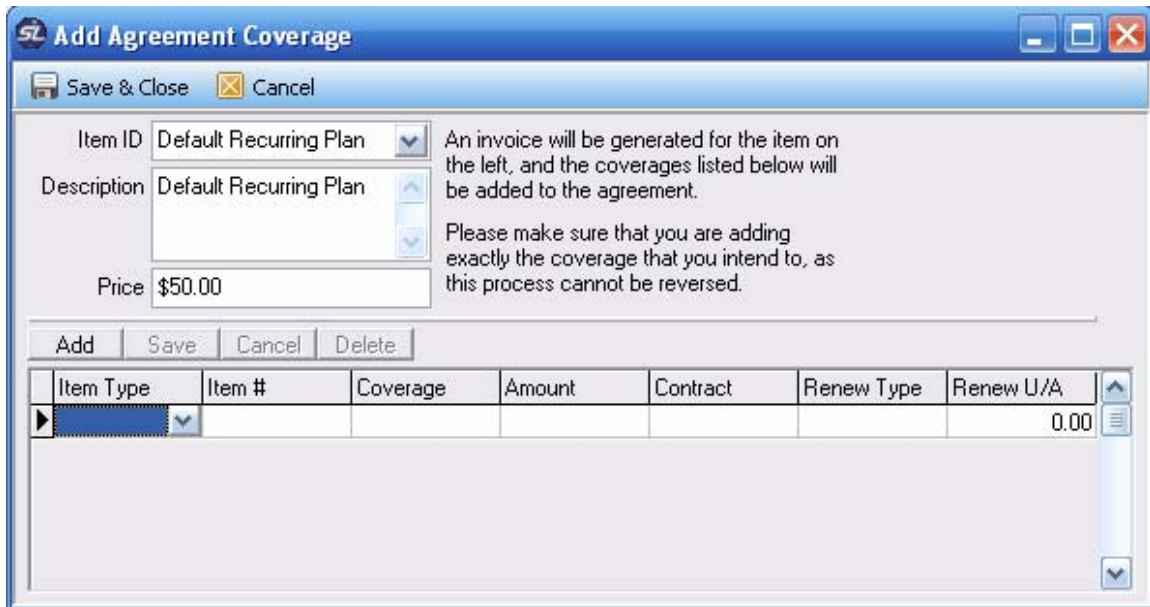 SL Add Agreement Coverage
Save & Close Cancel
Item ID Default Recurring Plan
An invoice will be generated for the item on
the left, and the coverages listed below will
be added to the agreement.
Description Default Recurring Plan
Please make sure that you are adding
exactly the coverage that you intend to, as
this process cannot be reversed.
Price $50.00
Add Save Cancel Delete
Item Type Item # Coverage Amount Contract Renew Type Renew U/A
0.00